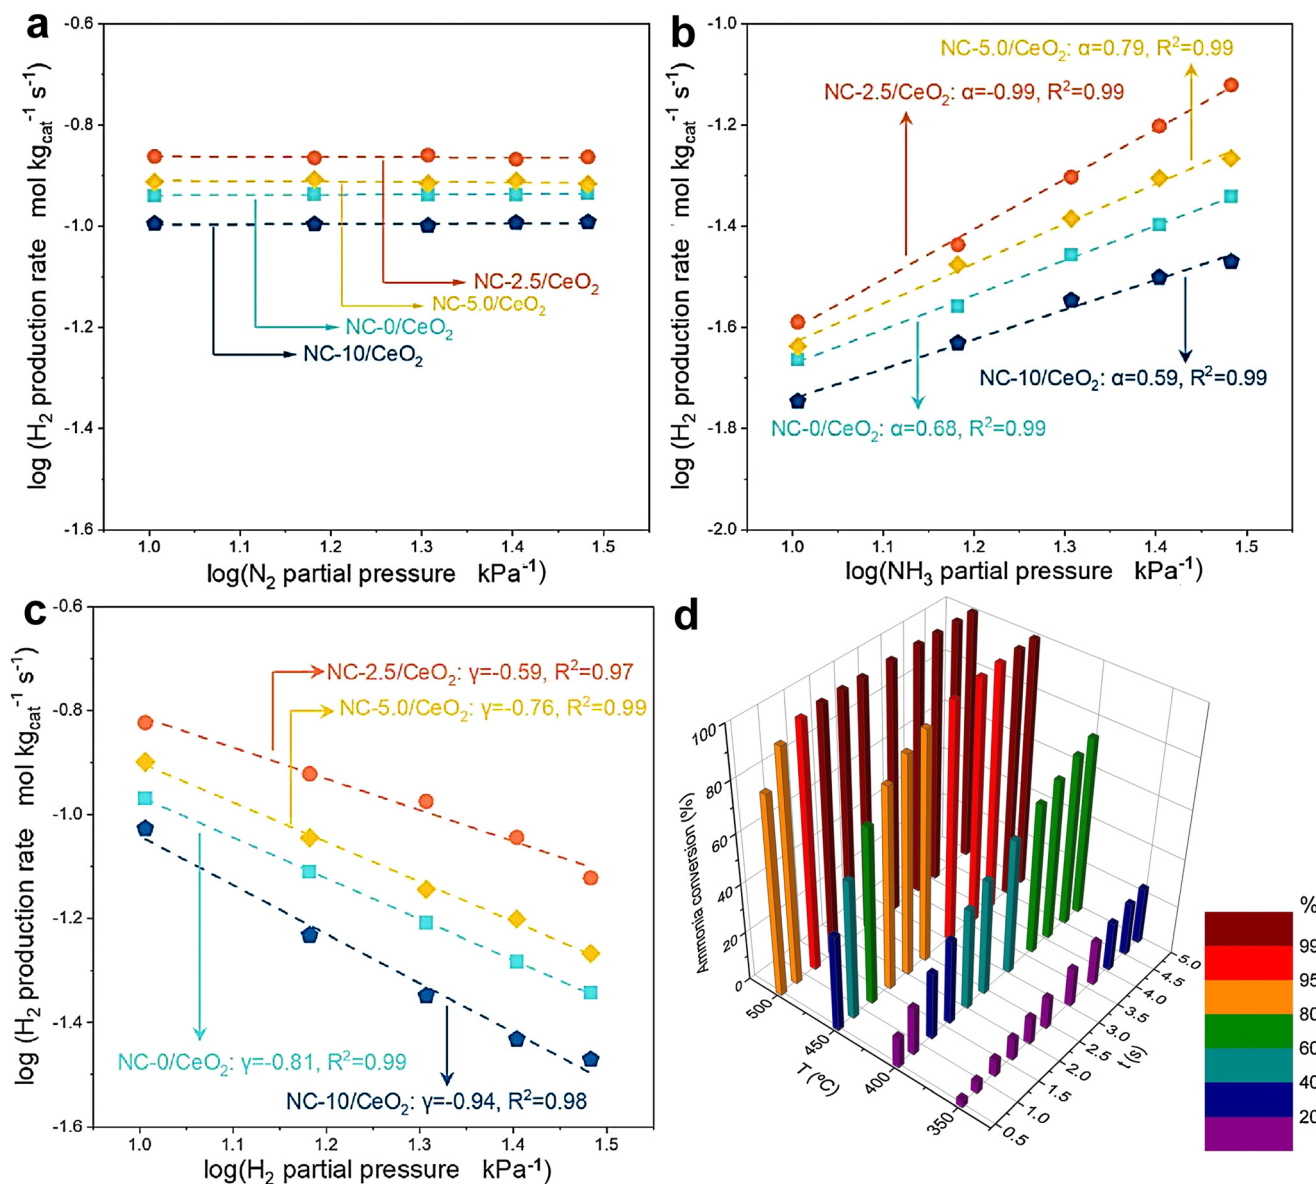 a
log (H₂ production rate mol kg_cat⁻¹ s⁻¹)
-0.6
-0.8
-1.0
-1.2
-1.4
-1.6
NC-2.5/CeO₂
NC-5.0/CeO₂
NC-0/CeO₂
NC-10/CeO₂
1.0 1.1 1.2 1.3 1.4 1.5
log(N₂ partial pressure kPa⁻¹)
b
log (H₂ production rate ' mol kg_cat⁻¹ s⁻¹)
-1.0
-1.2
-1.4
-1.6
-1.8
-2.0
NC-5.0/CeO₂: α=0.79, R²=0.99
NC-2.5/CeO₂: α=-0.99, R²=0.99
NC-10/CeO₂: α=0.59, R²=0.99
NC-0/CeO₂: α=0.68, R²=0.99
1.0 1.1 1.2 1.3 1.4 1.5
log(NH₃ partial pressure kPa⁻¹)
c
log (H₂ production rate mol kg_cat⁻¹ s⁻¹)
-0.6
-0.8
-1.0
-1.2
-1.4
-1.6
NC-2.5/CeO₂: γ=-0.59, R²=0.97
NC-5.0/CeO₂: γ=-0.76, R²=0.99
NC-0/CeO₂: γ=-0.81, R²=0.99
NC-10/CeO₂: γ=-0.94, R²=0.98
1.0 1.1 1.2 1.3 1.4 1.5
log(H₂ partial pressure kPa⁻¹)
d
Ammonia conversion (%)
100
80
60
40
20
0
500
450
400
350
T (ºC)
0.5
1.0
1.5
2.0
2.5
3.0
3.5
4.0
4.5
5.0
t (s)
%
99
95
80
60
40
20